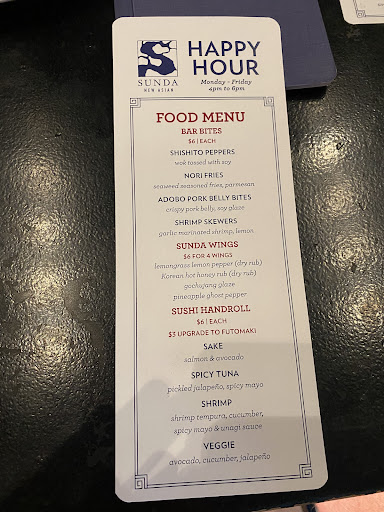 SUNDA
NEW ASIAN
HAPPY
HOUR
Monday - Friday
4pm to 6pm
FOOD MENU
BAR BITES
$6 | EACH
SHISHITO PEPPERS
wok tossed with soy
NORI FRIES
seaweed seasoned fries, parmesan
ADOBO PORK BELLY BITES
crispy pork belly, soy glaze
SHRIMP SKEWERS
garlic marinated shrimp, lemon
SUNDA WINGS
$6 FOR 4 WINGS
lemongrass lemon pepper (dry rub)
Korean hot honey rub (dry rub)
gochujang glaze
pineapple ghost pepper
SUSHI HANDROLL
$6 | EACH
$3 UPGRADE TO FUTOMAKI
SAKE
salmon & avocado
SPICY TUNA
pickled jalapeño, spicy mayo
SHRIMP
shrimp tempura, cucumber,
spicy mayo & unagi sauce
VEGGIE
avocado, cucumber, jalapeño